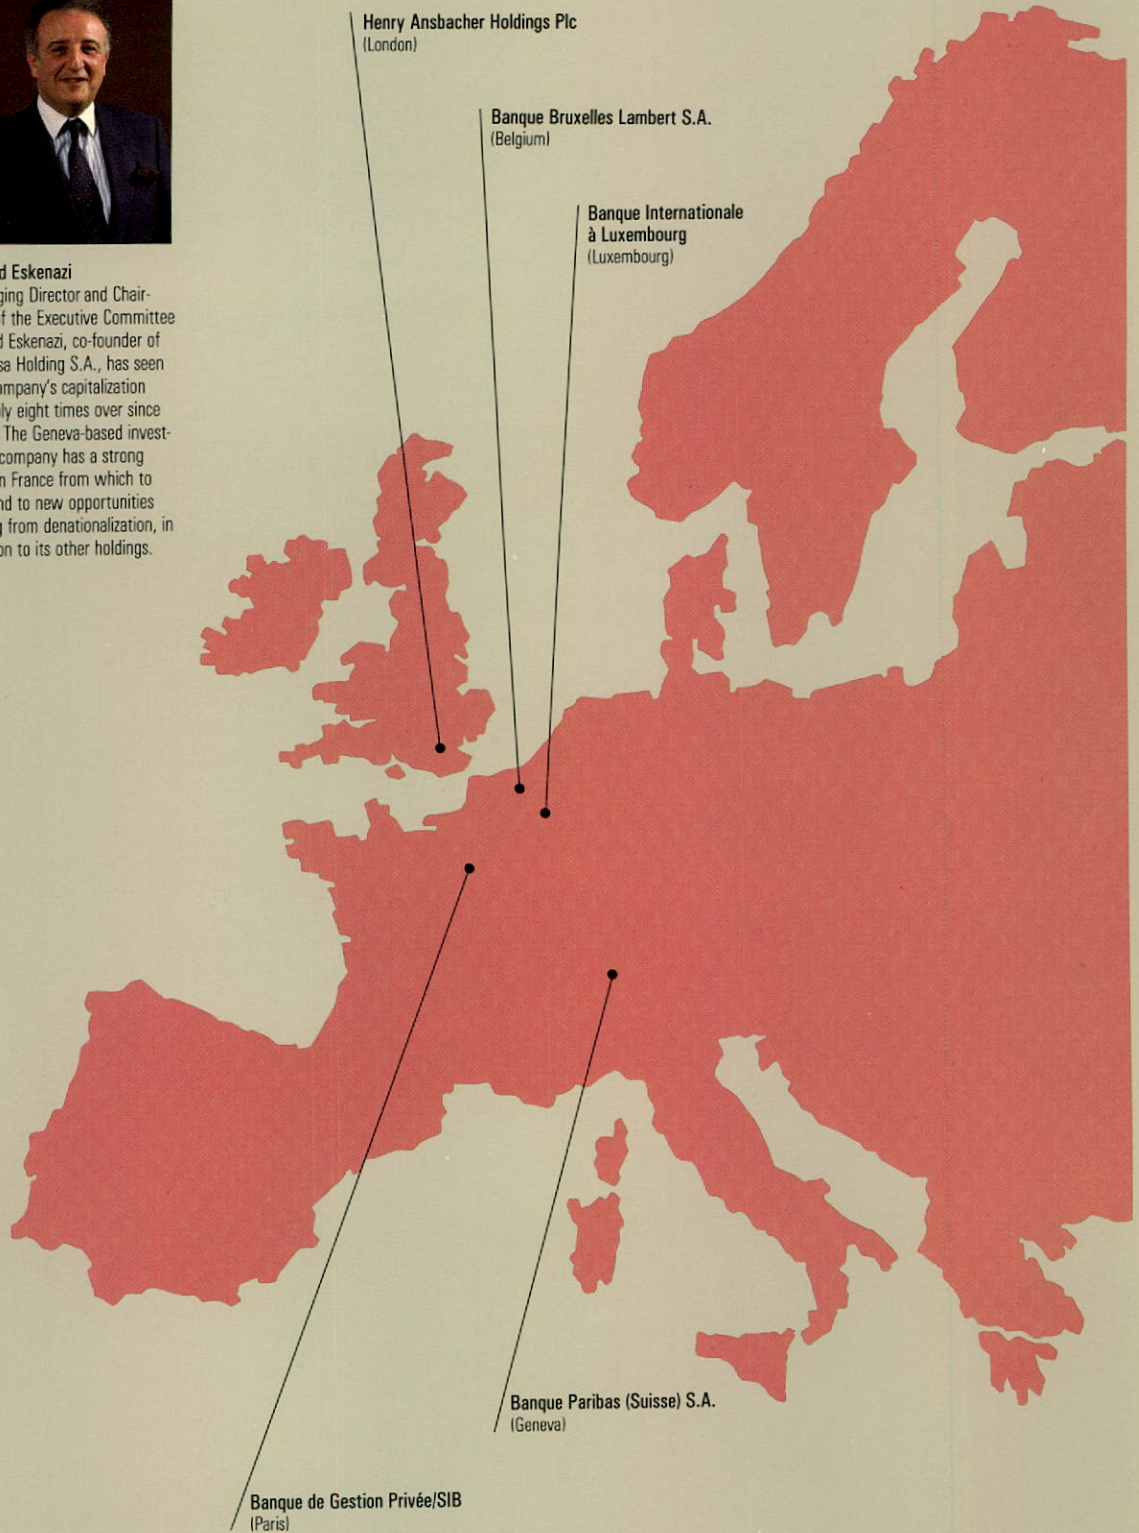 Henry Ansbacher Holdings Plc
(London)
Banque Bruxelles Lambert S.A.
(Belgium)
Banque Internationale
à Luxembourg
(Luxembourg)
d Eskenazi
ging Director and Chair-
f the Executive Committee
d Eskenazi, co-founder of
sa Holding S.A., has seen
ompany's capitalization
ply eight times over since
The Geneva-based invest-
company has a strong
n France from which to
nd to new opportunities
g from denationalization, in
on to its other holdings.
Banque Paribas (Suisse) S.A.
(Geneva)
Banque de Gestion Privée/SIB
(Paris)